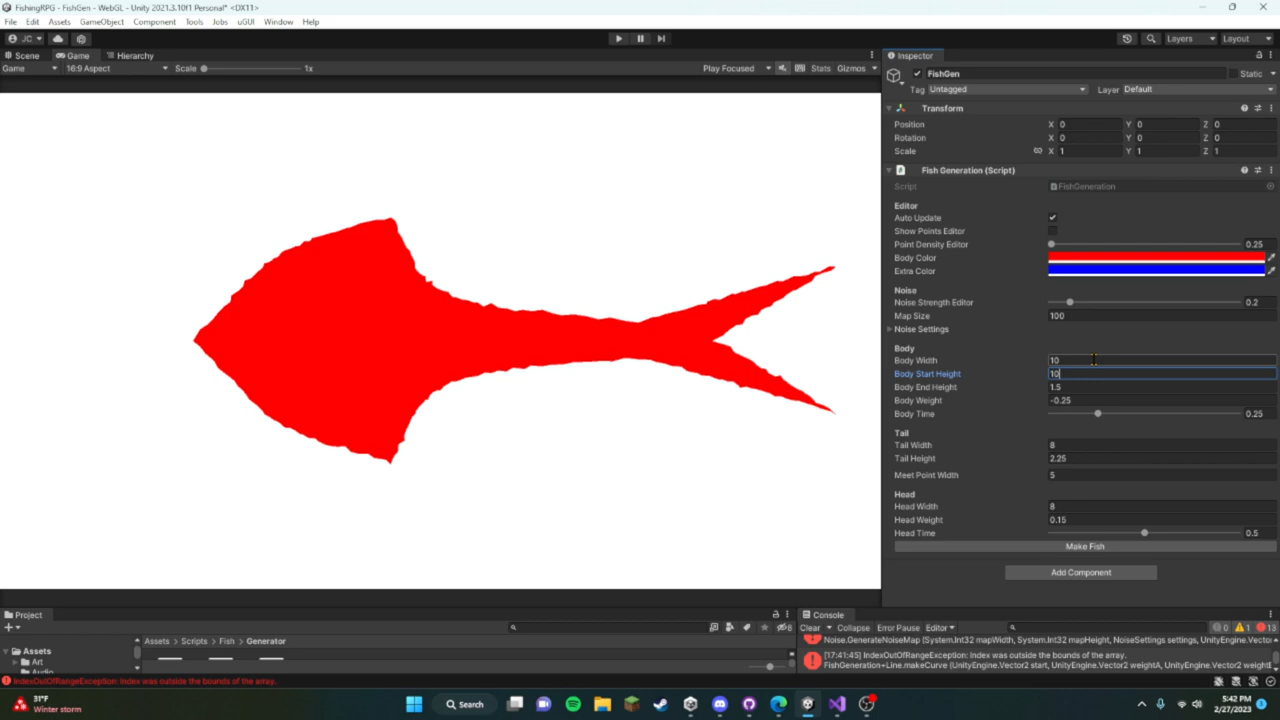 FishingRPG - FishGen - WebGL - Unity 2021.3.10f1 Personal* <DX11>
File Edit Assets GameObject Component Tools Jobs uGUI Window Help
JC Layers Layout
Scene Game Hierarchy Inspector
Game 16:9 Aspect Scale 1x Play Focused Stats Gizmos
FishGen Static
Tag Untagged Layer Default
Transform
Position X 0 Y 0 Z 0
Rotation X 0 Y 0 Z 0
Scale X 1 Y 1 Z 1
Fish Generation (Script)
Script FishGeneration
Editor
Auto Update
Show Points Editor
Point Density Editor 0.25
Body Color
Extra Color
Noise
Noise Strength Editor 0.2
Map Size 100
Noise Settings
Body
Body Width 10
Body Start Height 10
Body End Height 1.5
Body Weight -0.25
Body Time 0.25
Tail
Tail Width 8
Tail Height 2.25
Meet Point Width 5
Head
Head Width 8
Head Weight 0.15
Head Time 0.5
Make Fish
Add Component
Project
8
Assets
Art
Assets > Scripts > Fish > Generator
Console
Clear Collapse Error Pause Editor 0 1 13
Noise.GenerateNoiseMap (System.Int32 mapWidth, System.Int32 mapHeight, NoiseSettings settings, UnityEngine.Vector
[17:41:45] IndexOutOfRangeException: Index was outside the bounds of the array.
FishGeneration+Line.makeCurve (UnityEngine.Vector2 start, UnityEngine.Vector2 weightA, UnityEngine.Vector2 weight
IndexOutOfRangeException: Index was outside the bounds of the array.
31°F
Winter storm
Search
5:42 PM
2/27/2023